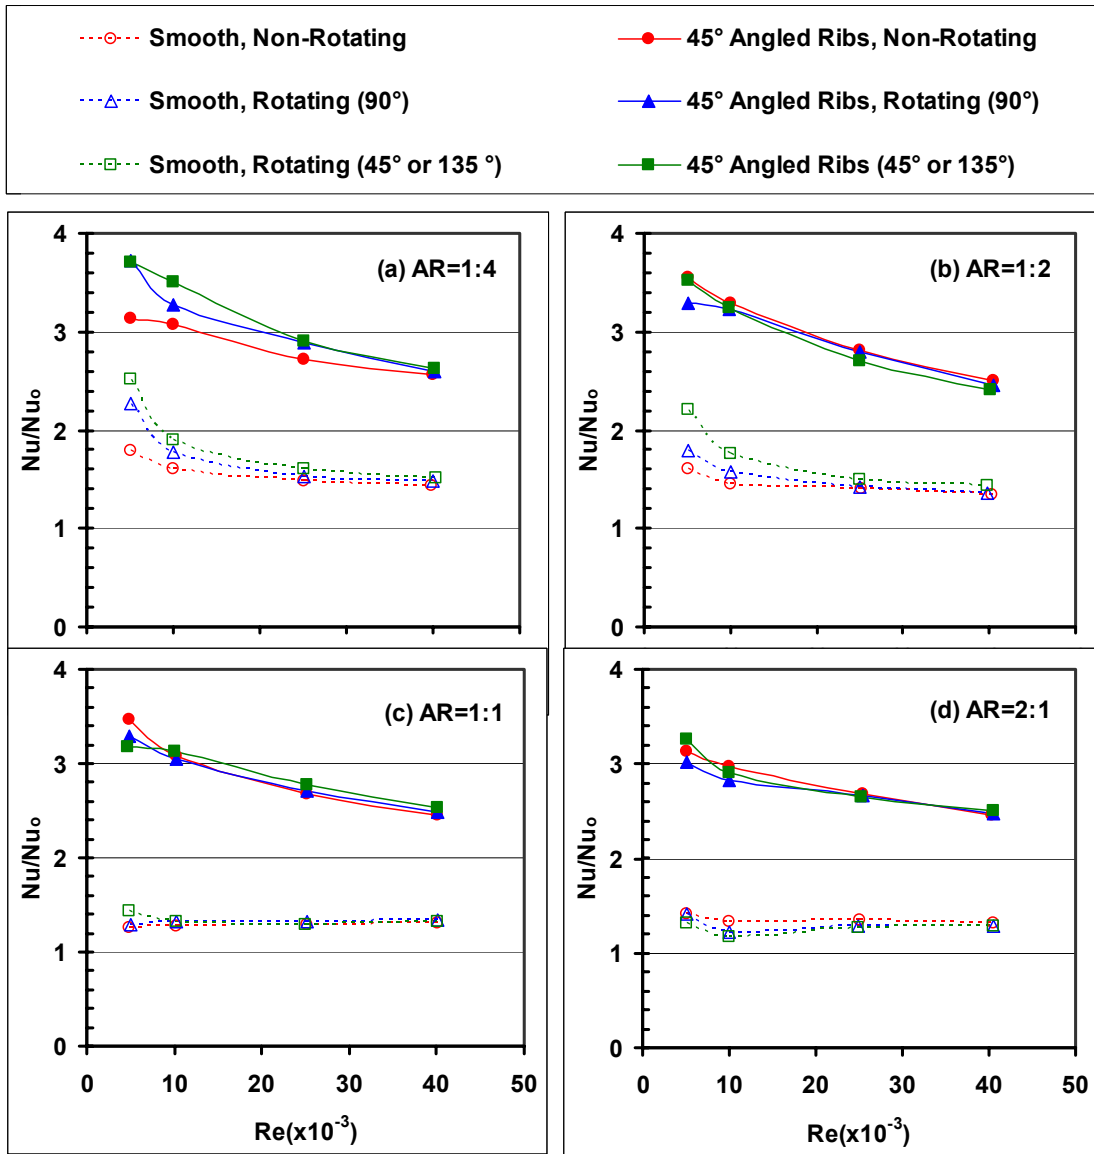 Smooth, Non-Rotating
45° Angled Ribs, Non-Rotating
Smooth, Rotating (90°)
45° Angled Ribs, Rotating (90°)
Smooth, Rotating (45° or 135 °)
45° Angled Ribs (45° or 135°)
4
3
2
1
0
Nu/Nuₒ
(a) AR=1:4
4
3
2
1
0
Nu/Nuₒ
(b) AR=1:2
4
3
2
1
0
Nu/Nuₒ
(c) AR=1:1
0 10 20 30 40 50
Re(x10⁻³)
4
3
2
1
0
Nu/Nuₒ
(d) AR=2:1
0 10 20 30 40 50
Re(x10⁻³)